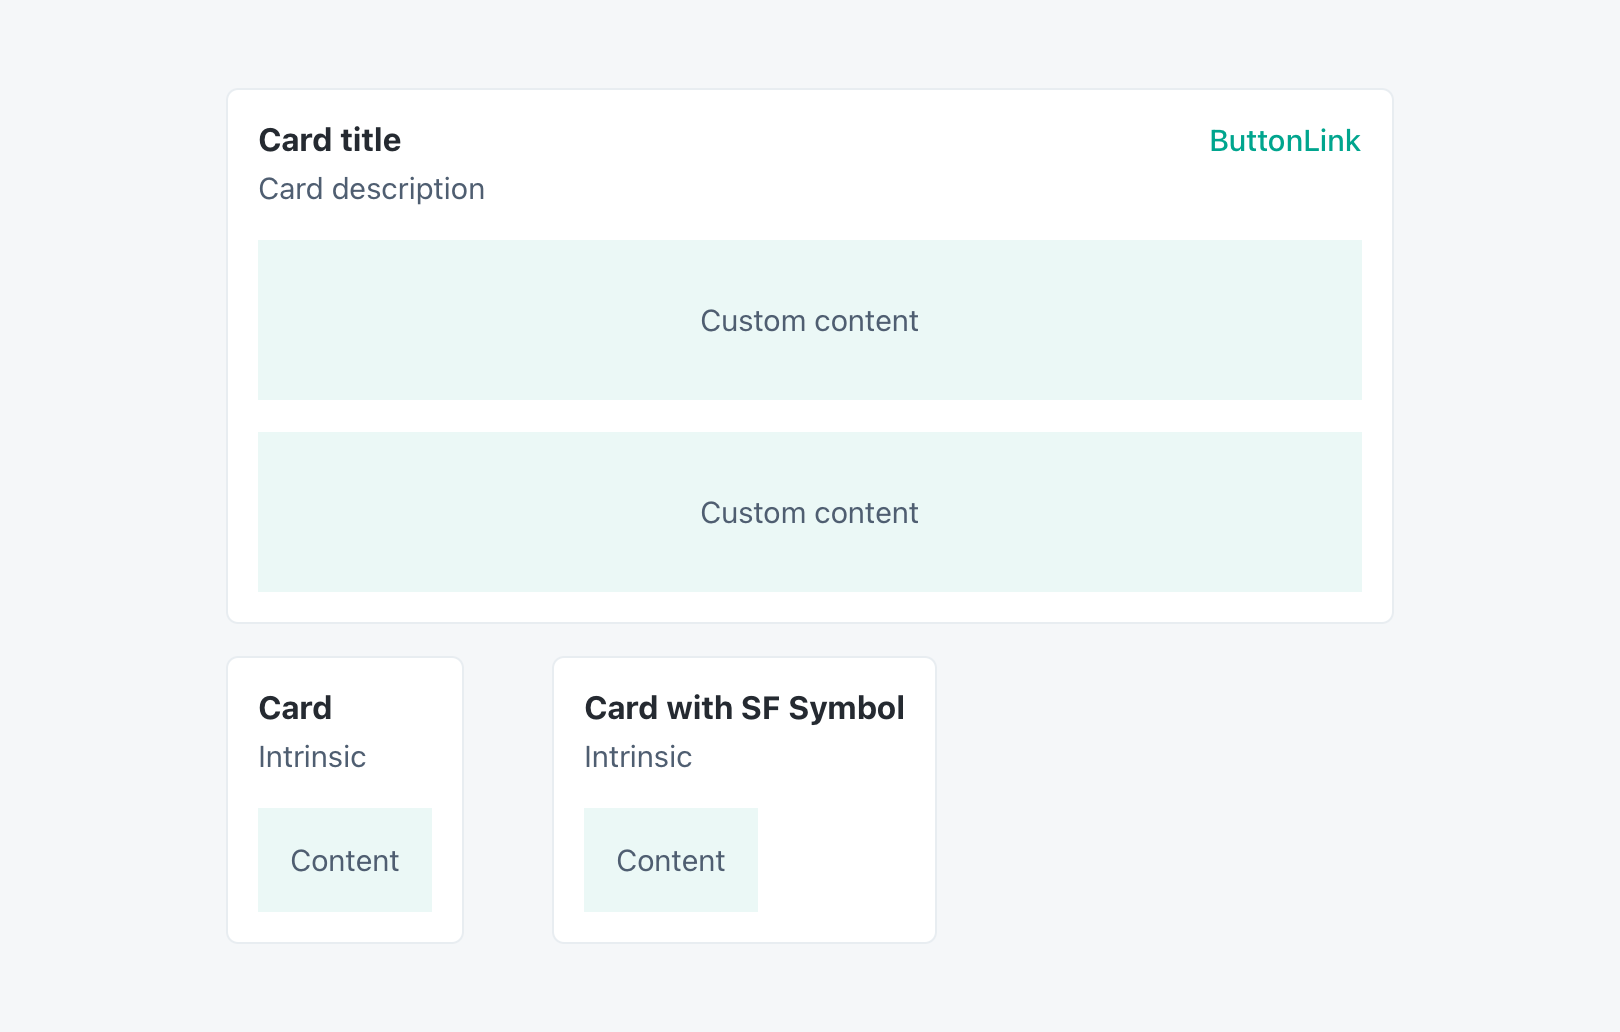 Card title
ButtonLink
Card description
Custom content
Custom content
Card
Intrinsic
Content
Card with SF Symbol
Intrinsic
Content